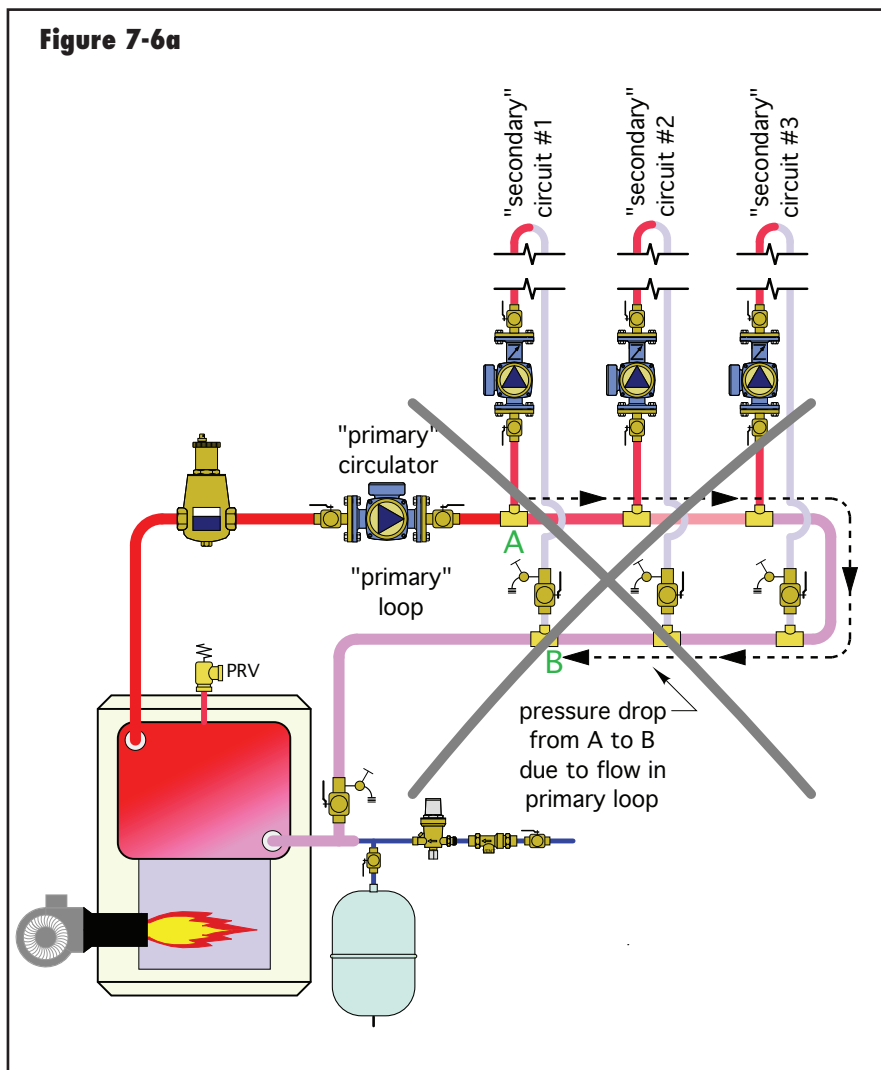 Figure 7-6a
"secondary"
circuit #1
"secondary"
circuit #2
"secondary"
circuit #3
"primary"
circulator
A
"primary"
loop
B
PRV
pressure drop
from A to B
due to flow in
primary loop